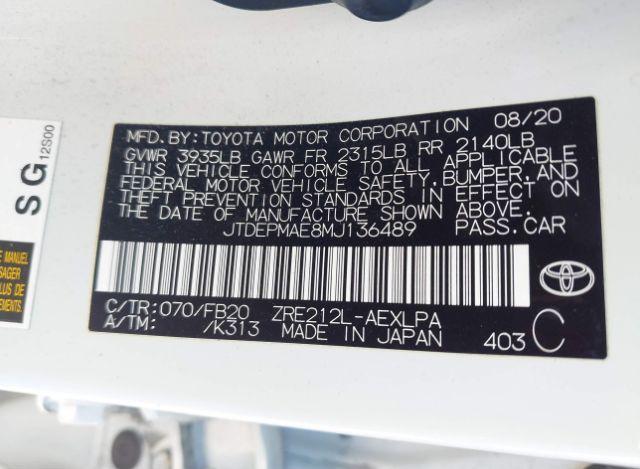 SG 12S00
MFD. BY: TOYOTA MOTOR CORPORATION 08/20
GVWR 3935LB GAWR FR 2315LB RR 2140LB
THIS VEHICLE CONFORMS TO ALL APPLICABLE
FEDERAL MOTOR VEHICLE SAFETY, BUMPER, AND
THEFT PREVENTION STANDARDS IN EFFECT ON
THE DATE OF MANUFACTURE SHOWN ABOVE.
JTDEPMAE8MJ136489 PASS.CAR
C/TR:070/FB20 ZRE212L-AEXLPA
A/TM: /K313 MADE IN JAPAN 403 C